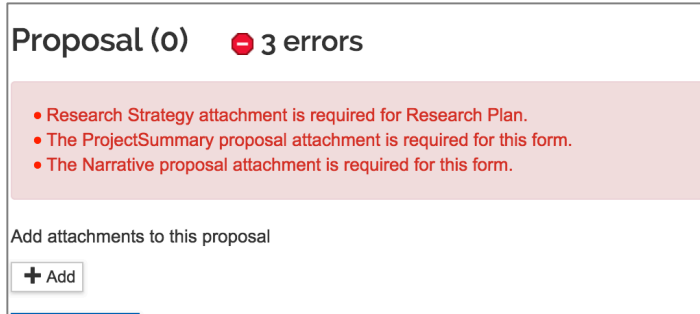 Proposal (0) 3 errors
Research Strategy attachment is required for Research Plan.
The ProjectSummary proposal attachment is required for this form.
The Narrative proposal attachment is required for this form.
Add attachments to this proposal
Add